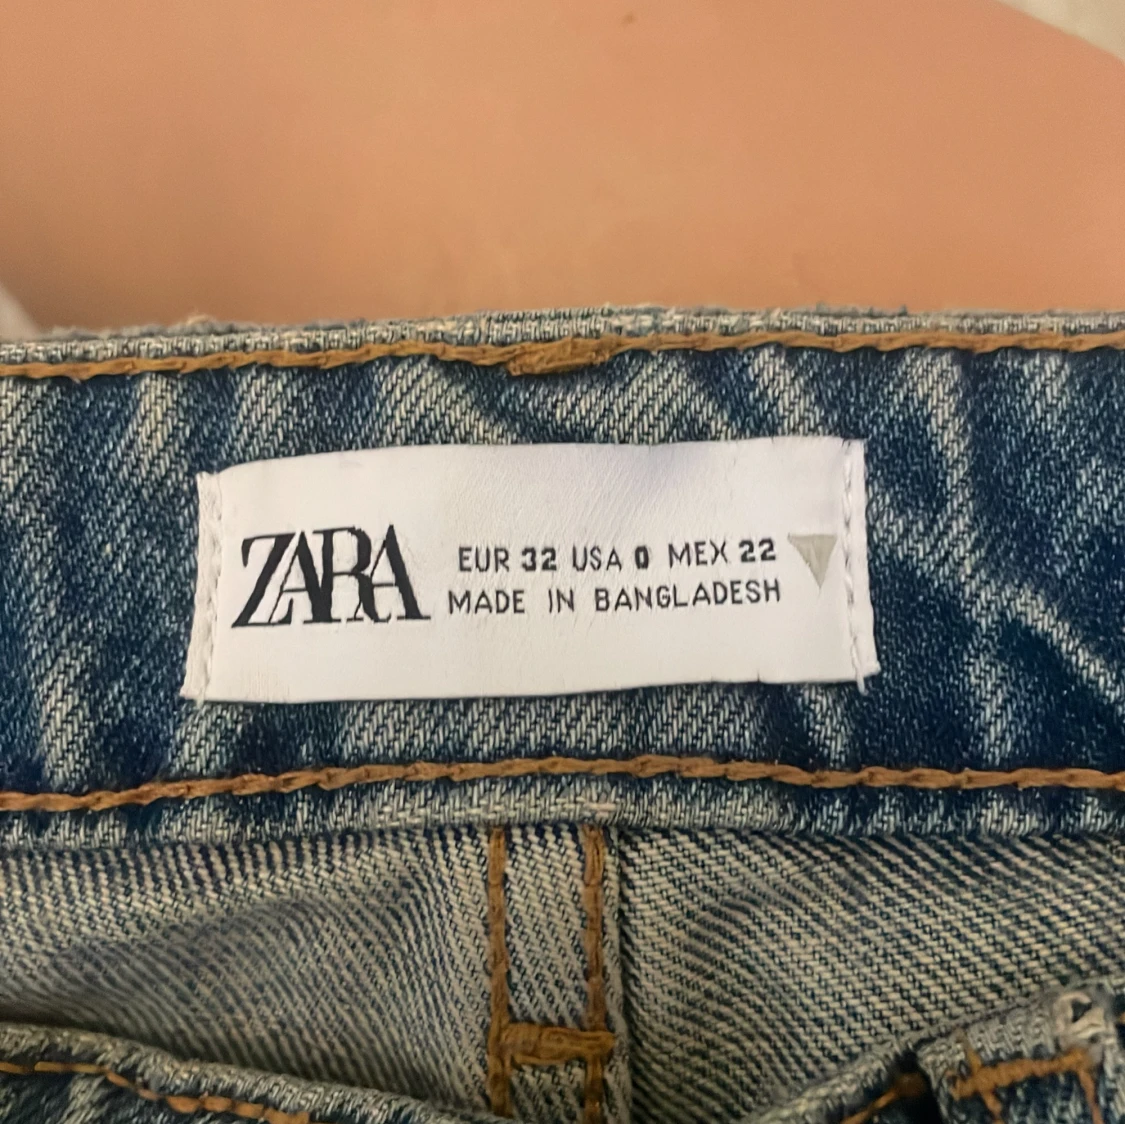 ZARA
EUR 32 USA 0 MEX 22
MADE IN BANGLADESH